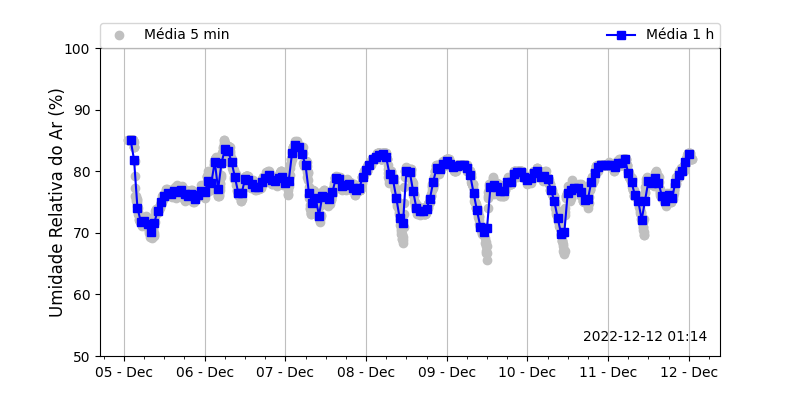 Média 5 min
Média 1 h
Umidade Relativa do Ar (%)
100
90
80
70
60
50
2022-12-12 01:14
05 - Dec
06 - Dec
07 - Dec
08 - Dec
09 - Dec
10 - Dec
11 - Dec
12 - Dec